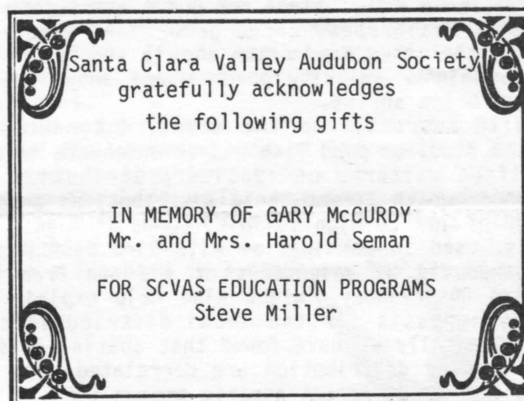 Santa Clara Valley Audubon Society
gratefully acknowledges
the following gifts
IN MEMORY OF GARY McCURDY
Mr. and Mrs. Harold Seman
FOR SCVAS EDUCATION PROGRAMS
Steve Miller